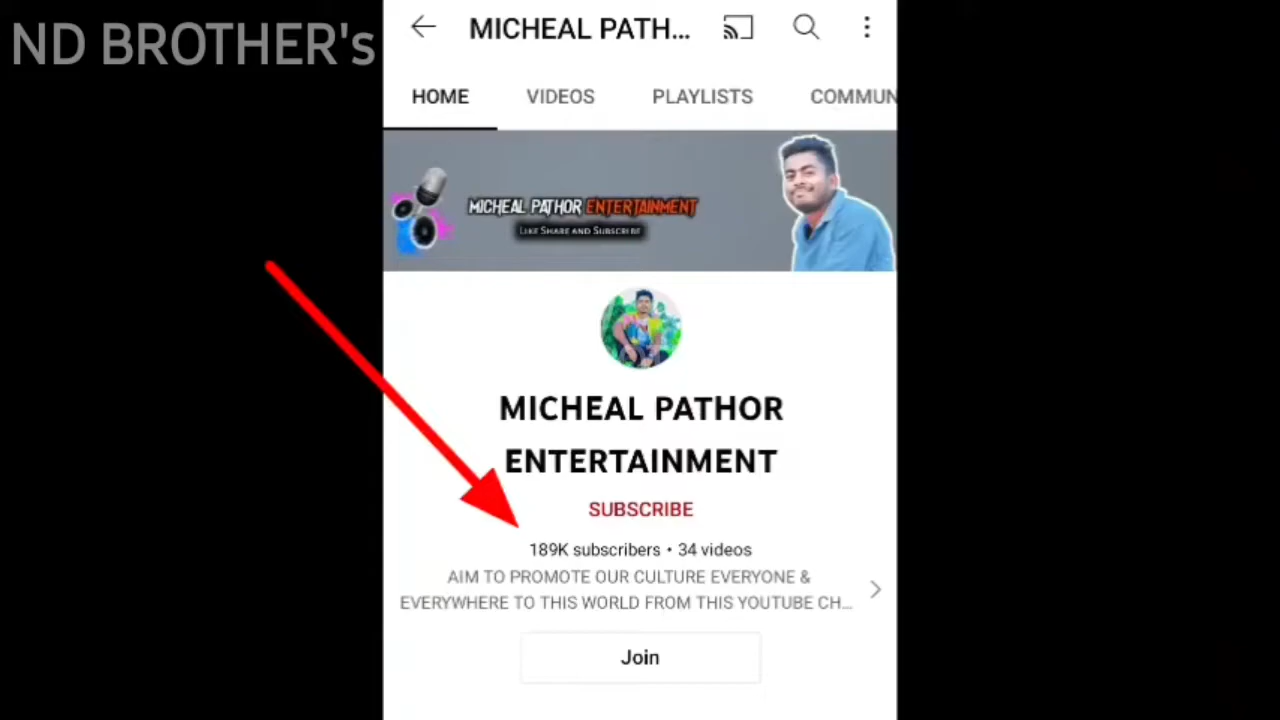 ND BROTHER's
MICHEAL PATH...
HOME VIDEOS PLAYLISTS COMMUN
MICHEAL PATHOR ENTERTAINMENT
LIKE SHARE AND SUBSCRIBE
MICHEAL PATHOR
ENTERTAINMENT
SUBSCRIBE
189K subscribers • 34 videos
AIM TO PROMOTE OUR CULTURE EVERYONE &
EVERYWHERE TO THIS WORLD FROM THIS YOUTUBE CH...
Join